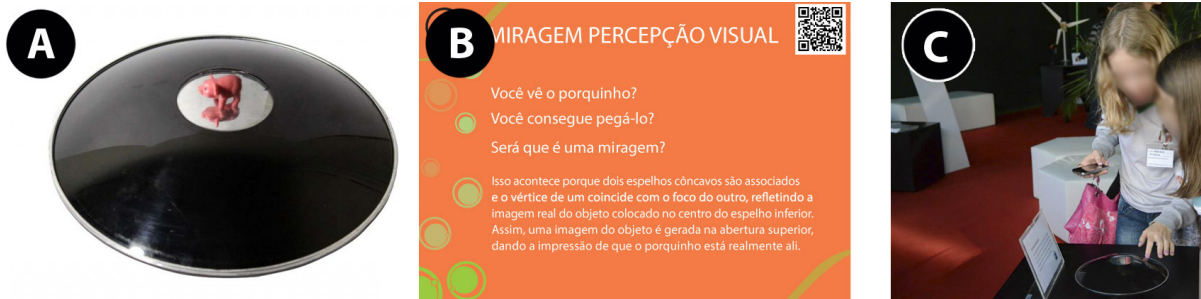 A
B
MIRAGEM PERCEPÇÃO VISUAL
Você vê o porquinho?
Você consegue pegá-lo?
Será que é uma miragem?
Isso acontece porque dois espelhos côncavos são associados
e o vértice de um coincide com o foco do outro, refletindo a
imagem real do objeto colocado no centro do espelho inferior.
Assim, uma imagem do objeto é gerada na abertura superior,
dando a impressão de que o porquinho está realmente ali.
C